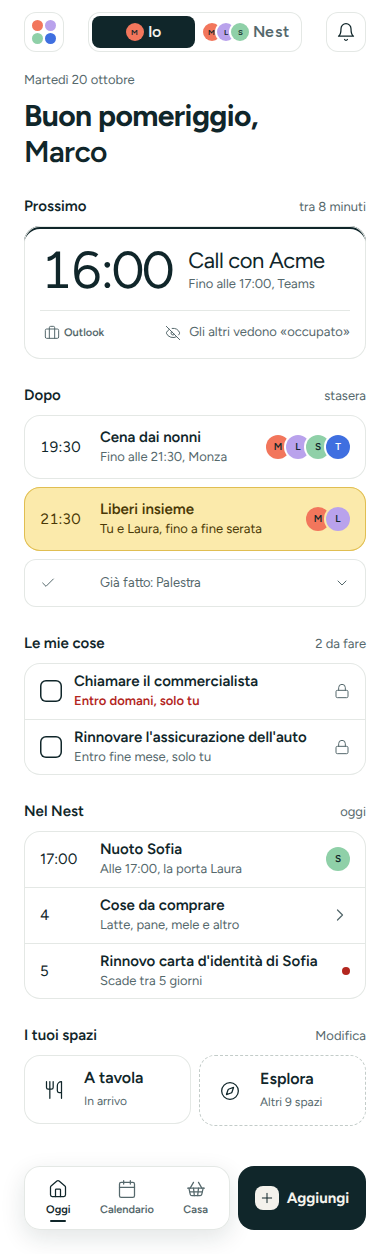 M Io M L S Nest
Martedì 20 ottobre
Buon pomeriggio,
Marco
Prossimo tra 8 minuti
16:00 Call con Acme
Fino alle 17:00, Teams
Outlook Gli altri vedono «occupato»
Dopo stasera
19:30 Cena dai nonni M L S T
Fino alle 21:30, Monza
21:30 Liberi insieme M L
Tu e Laura, fino a fine serata
Già fatto: Palestra
Le mie cose 2 da fare
Chiamare il commercialista
Entro domani, solo tu
Rinnovare l'assicurazione dell'auto
Entro fine mese, solo tu
Nel Nest oggi
17:00 Nuoto Sofia S
Alle 17:00, la porta Laura
4 Cose da comprare
Latte, pane, mele e altro
5 Rinnovo carta d'identità di Sofia
Scade tra 5 giorni
I tuoi spazi Modifica
A tavola Esplora
In arrivo Altri 9 spazi
Oggi Calendario Casa Aggiungi